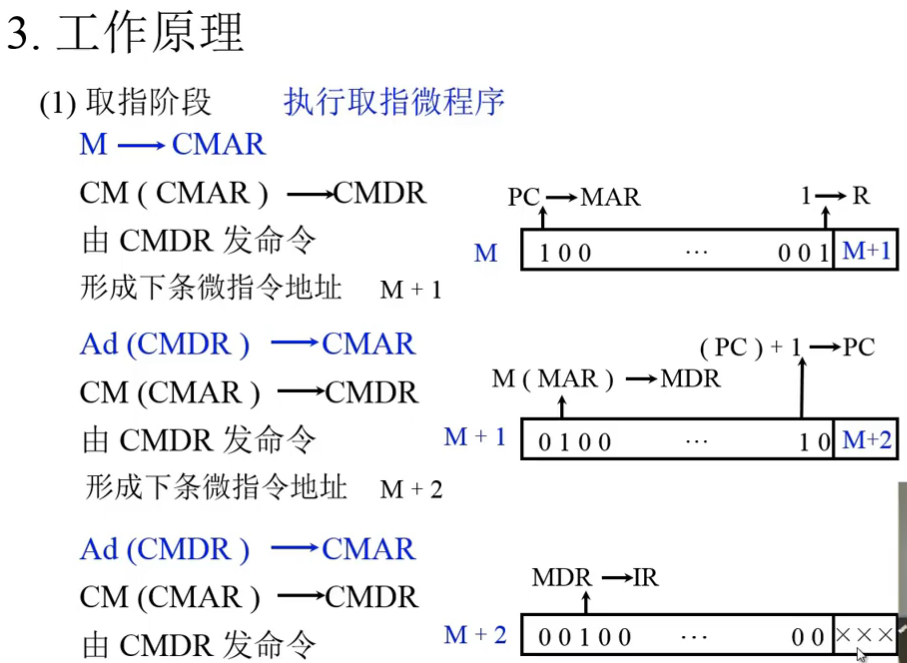 3. 工作原理
(1) 取指阶段 执行取指微程序
M → CMAR
CM ( CMAR ) → CMDR
由 CMDR 发命令
形成下条微指令地址 M + 1
PC → MAR 1 → R
M 1 0 0 … 0 0 1 M+1
Ad (CMDR ) → CMAR
CM (CMAR ) → CMDR
由 CMDR 发命令
形成下条微指令地址 M + 2
( PC ) + 1 → PC
M ( MAR ) → MDR
M + 1 0 1 0 0 … 1 0 M+2
Ad (CMDR ) → CMAR
CM (CMAR ) → CMDR
由 CMDR 发命令
MDR → IR
M + 2 0 0 1 0 0 … 0 0 ×××